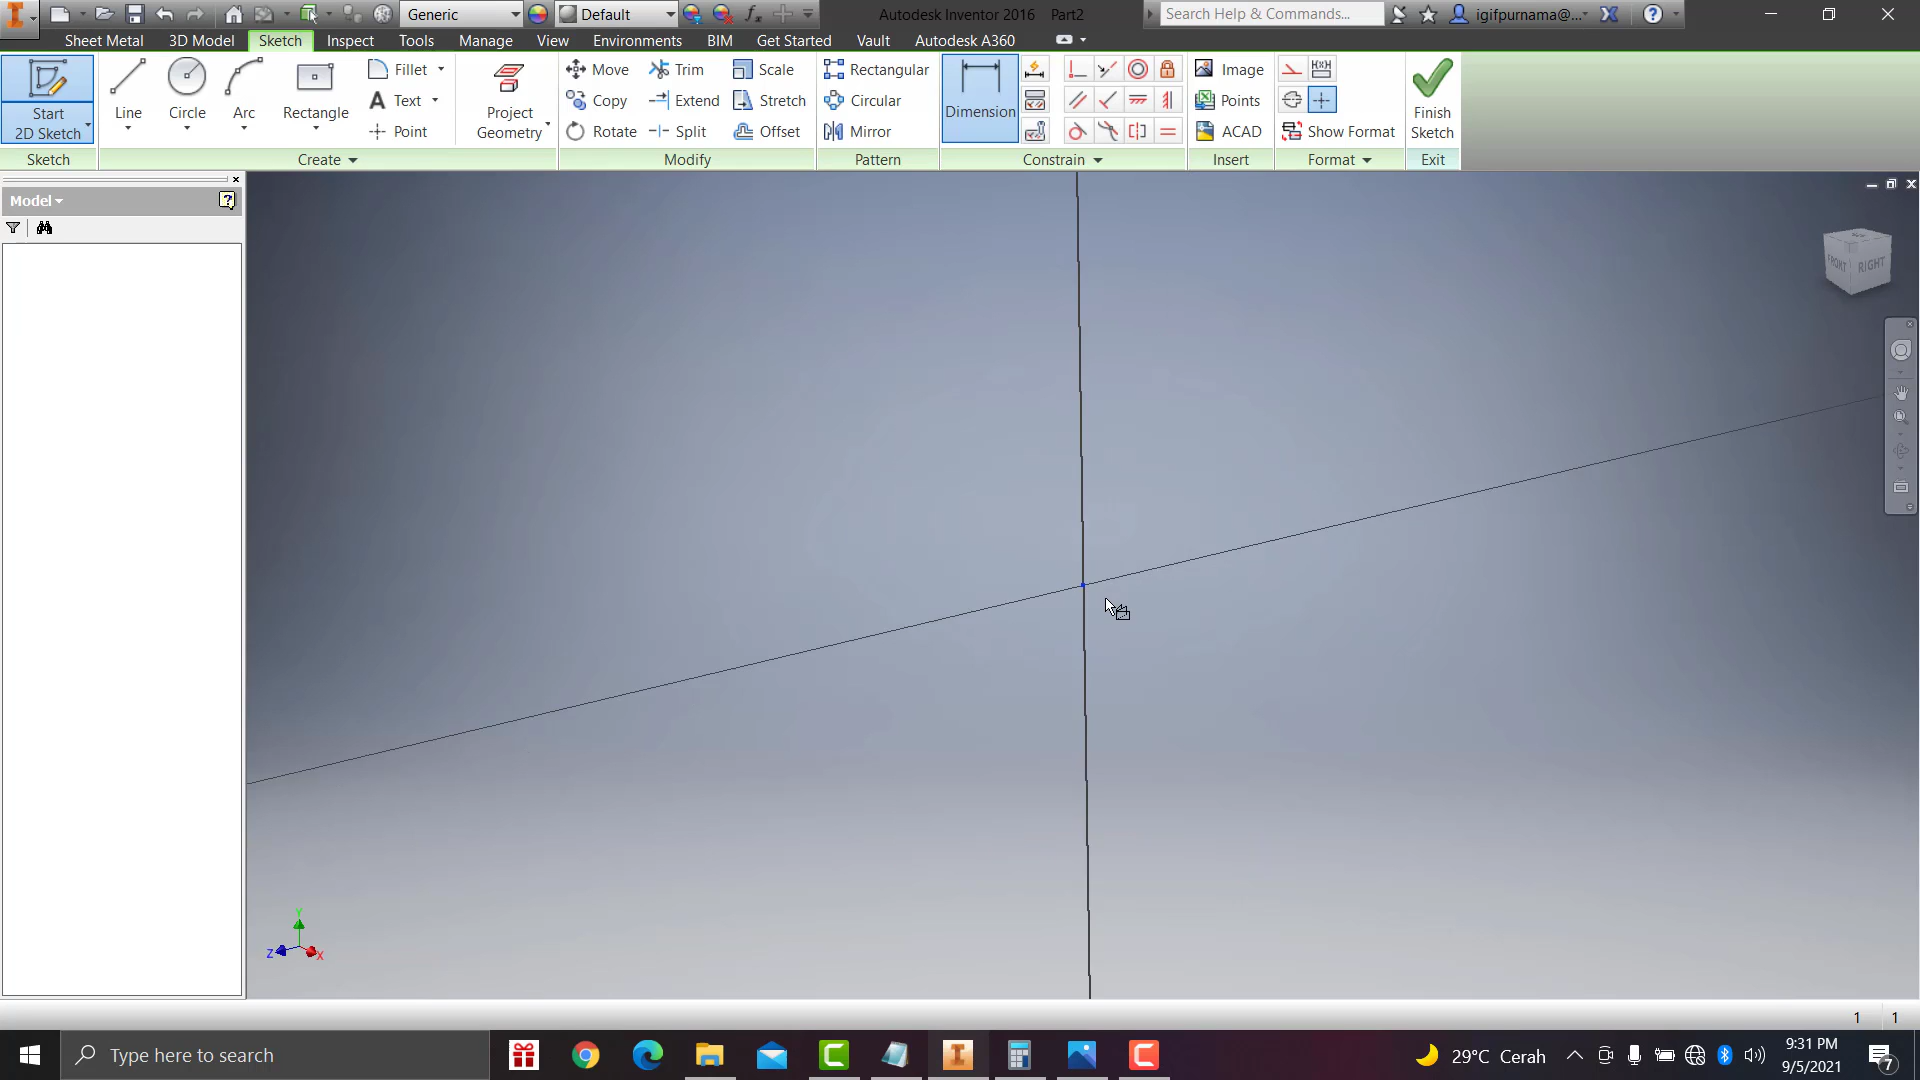 Generic
Default
Autodesk Inventor 2016 Part2
Search Help & Commands...
igifpurnama@...
Sheet Metal
3D Model
Sketch
Inspect
Tools
Manage
View
Environments
BIM
Get Started
Vault
Autodesk A360
Start
2D Sketch
Line
Circle
Arc
Rectangle
Fillet
Text
Point
Project
Geometry
Move
Copy
Rotate
Trim
Extend
Split
Scale
Stretch
Offset
Rectangular
Circular
Mirror
Dimension
Image
Points
ACAD
Show Format
Finish
Sketch
Sketch
Create
Modify
Pattern
Constrain
Insert
Format
Exit
Model
FRONT
RIGHT
Y
Z
X
1 1
Type here to search
29°C Cerah
9:31 PM
9/5/2021
7